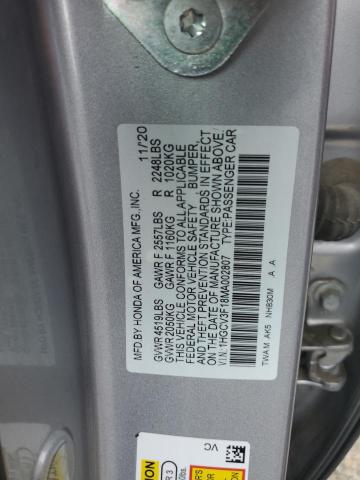 MFD BY HONDA OF AMERICA MFG.,INC. 11/'20
GVWR 4519LBS GAWR F 2557LBS R 2248LBS
GVWR 2050KG GAWR F 1160KG R 1020KG
THIS VEHICLE CONFORMS TO ALL APPLICABLE
FEDERAL MOTOR VEHICLE SAFETY , BUMPER,
AND THEFT PREVENTION STANDARDS IN EFFECT
ON THE DATE OF MANUFACTURE SHOWN ABOVE.
V.I.N.:1HGCV3F18MA002807 TYPE:PASSENGER CAR
TWA M AK5 NH830M A A
VC